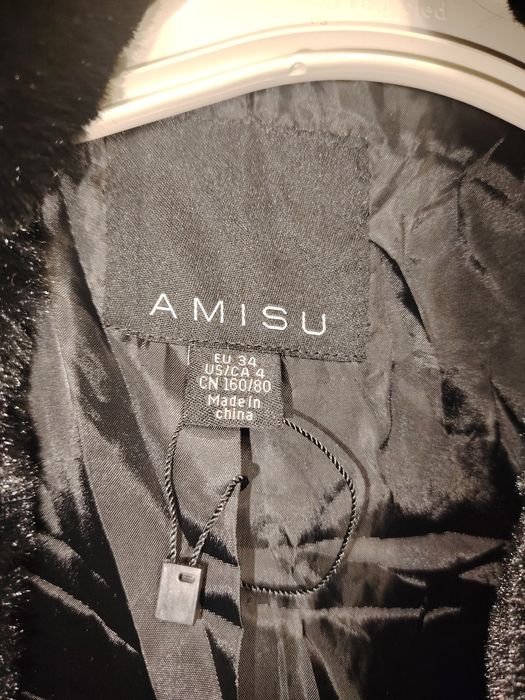 AMISU
EU 34
US/CA 4
CN 160/80
Made in
china